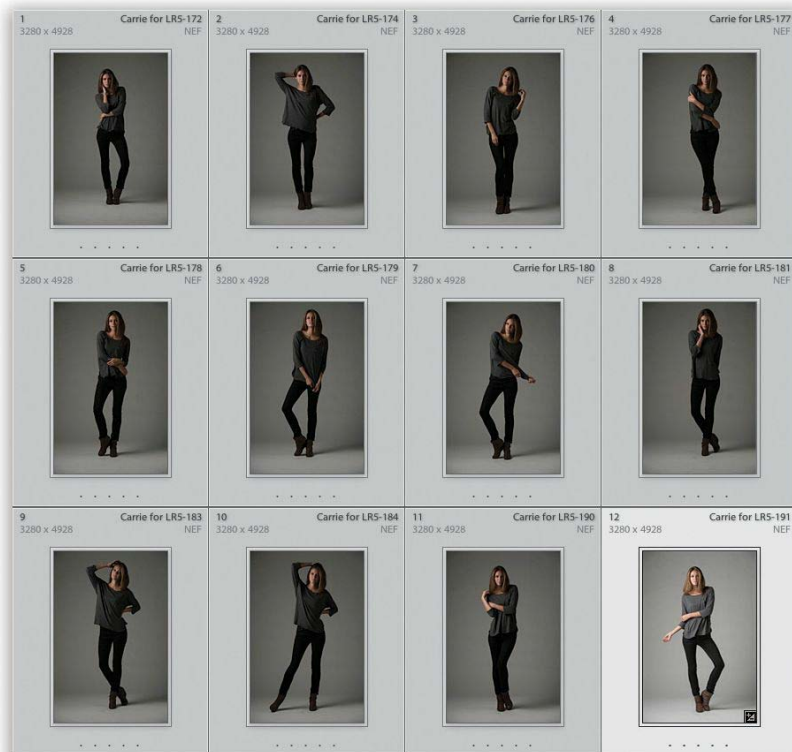 1 Carrie for LR5-172
3280 x 4928 NEF
2 Carrie for LR5-174
3280 x 4928 NEF
3 Carrie for LR5-176
3280 x 4928 NEF
4 Carrie for LR5-177
3280 x 4928 NEF
5 Carrie for LR5-178
3280 x 4928 NEF
6 Carrie for LR5-179
3280 x 4928 NEF
7 Carrie for LR5-180
3280 x 4928 NEF
8 Carrie for LR5-181
3280 x 4928 NEF
9 Carrie for LR5-183
3280 x 4928 NEF
10 Carrie for LR5-184
3280 x 4928 NEF
11 Carrie for LR5-190
3280 x 4928 NEF
12 Carrie for LR5-191
3280 x 4928 NEF